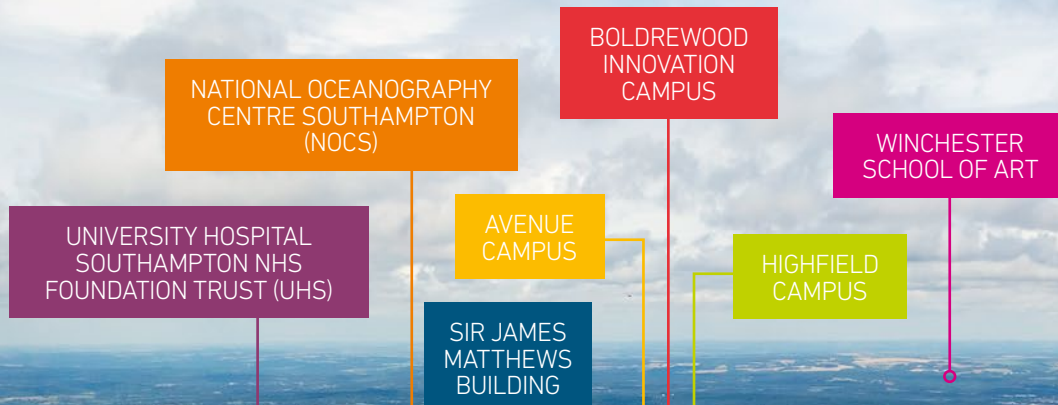 BOLDREWOOD
INNOVATION
CAMPUS
NATIONAL OCEANOGRAPHY
CENTRE SOUTHAMPTON
(NOCS)
WINCHESTER
SCHOOL OF ART
UNIVERSITY HOSPITAL
SOUTHAMPTON NHS
FOUNDATION TRUST (UHS)
AVENUE
CAMPUS
HIGHFIELD
CAMPUS
SIR JAMES
MATTHEWS
BUILDING